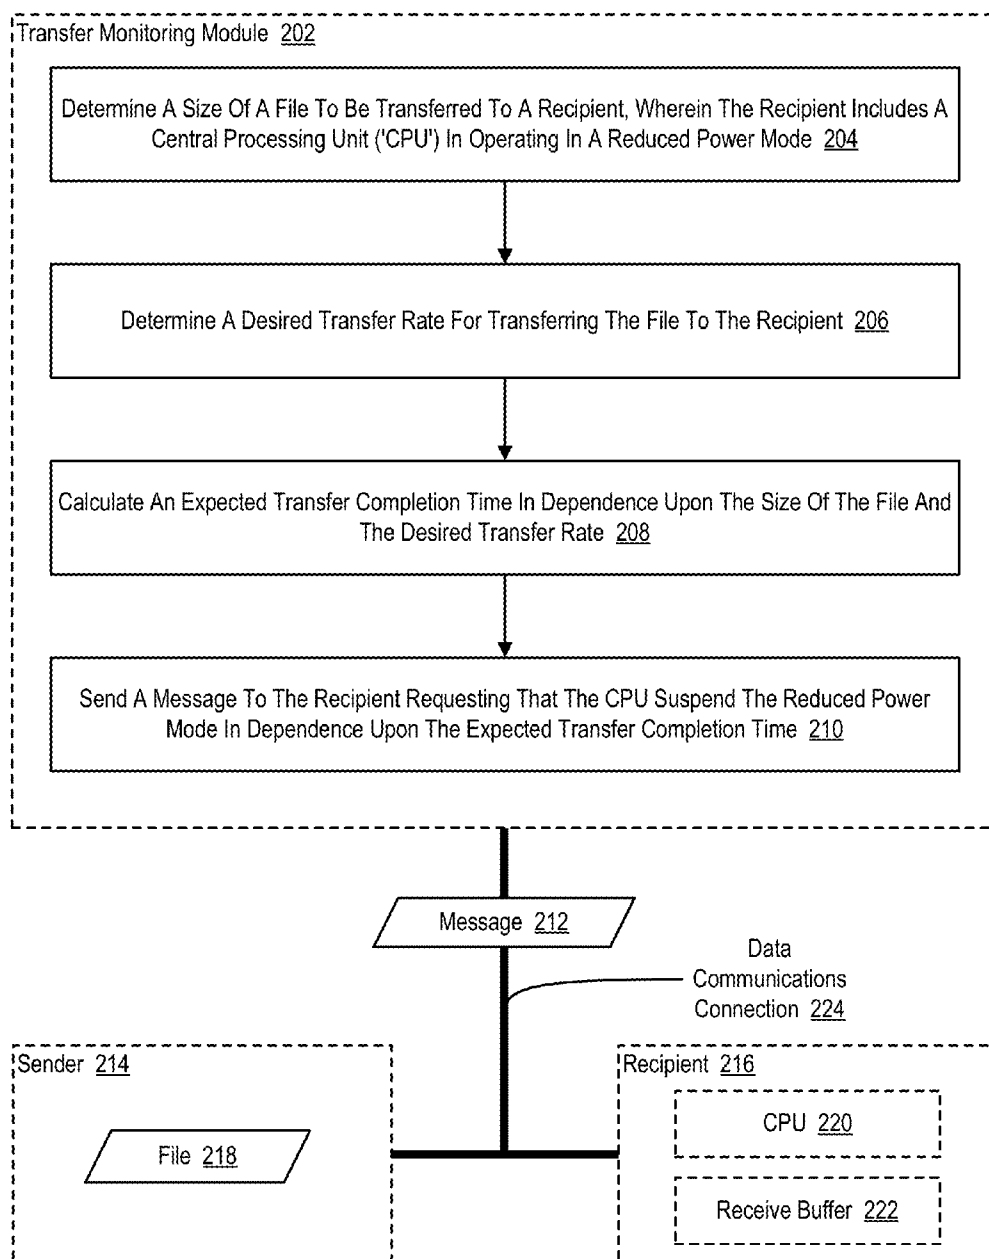 Transfer Monitoring Module 202
Determine A Size Of A File To Be Transferred To A Recipient, Wherein The Recipient Includes A
Central Processing Unit ('CPU') In Operating In A Reduced Power Mode 204
Determine A Desired Transfer Rate For Transferring The File To The Recipient 206
Calculate An Expected Transfer Completion Time In Dependence Upon The Size Of The File And
The Desired Transfer Rate 208
Send A Message To The Recipient Requesting That The CPU Suspend The Reduced Power
Mode In Dependence Upon The Expected Transfer Completion Time 210
Message 212
Data
Communications
Connection 224
Sender 214
File 218
Recipient 216
CPU 220
Receive Buffer 222